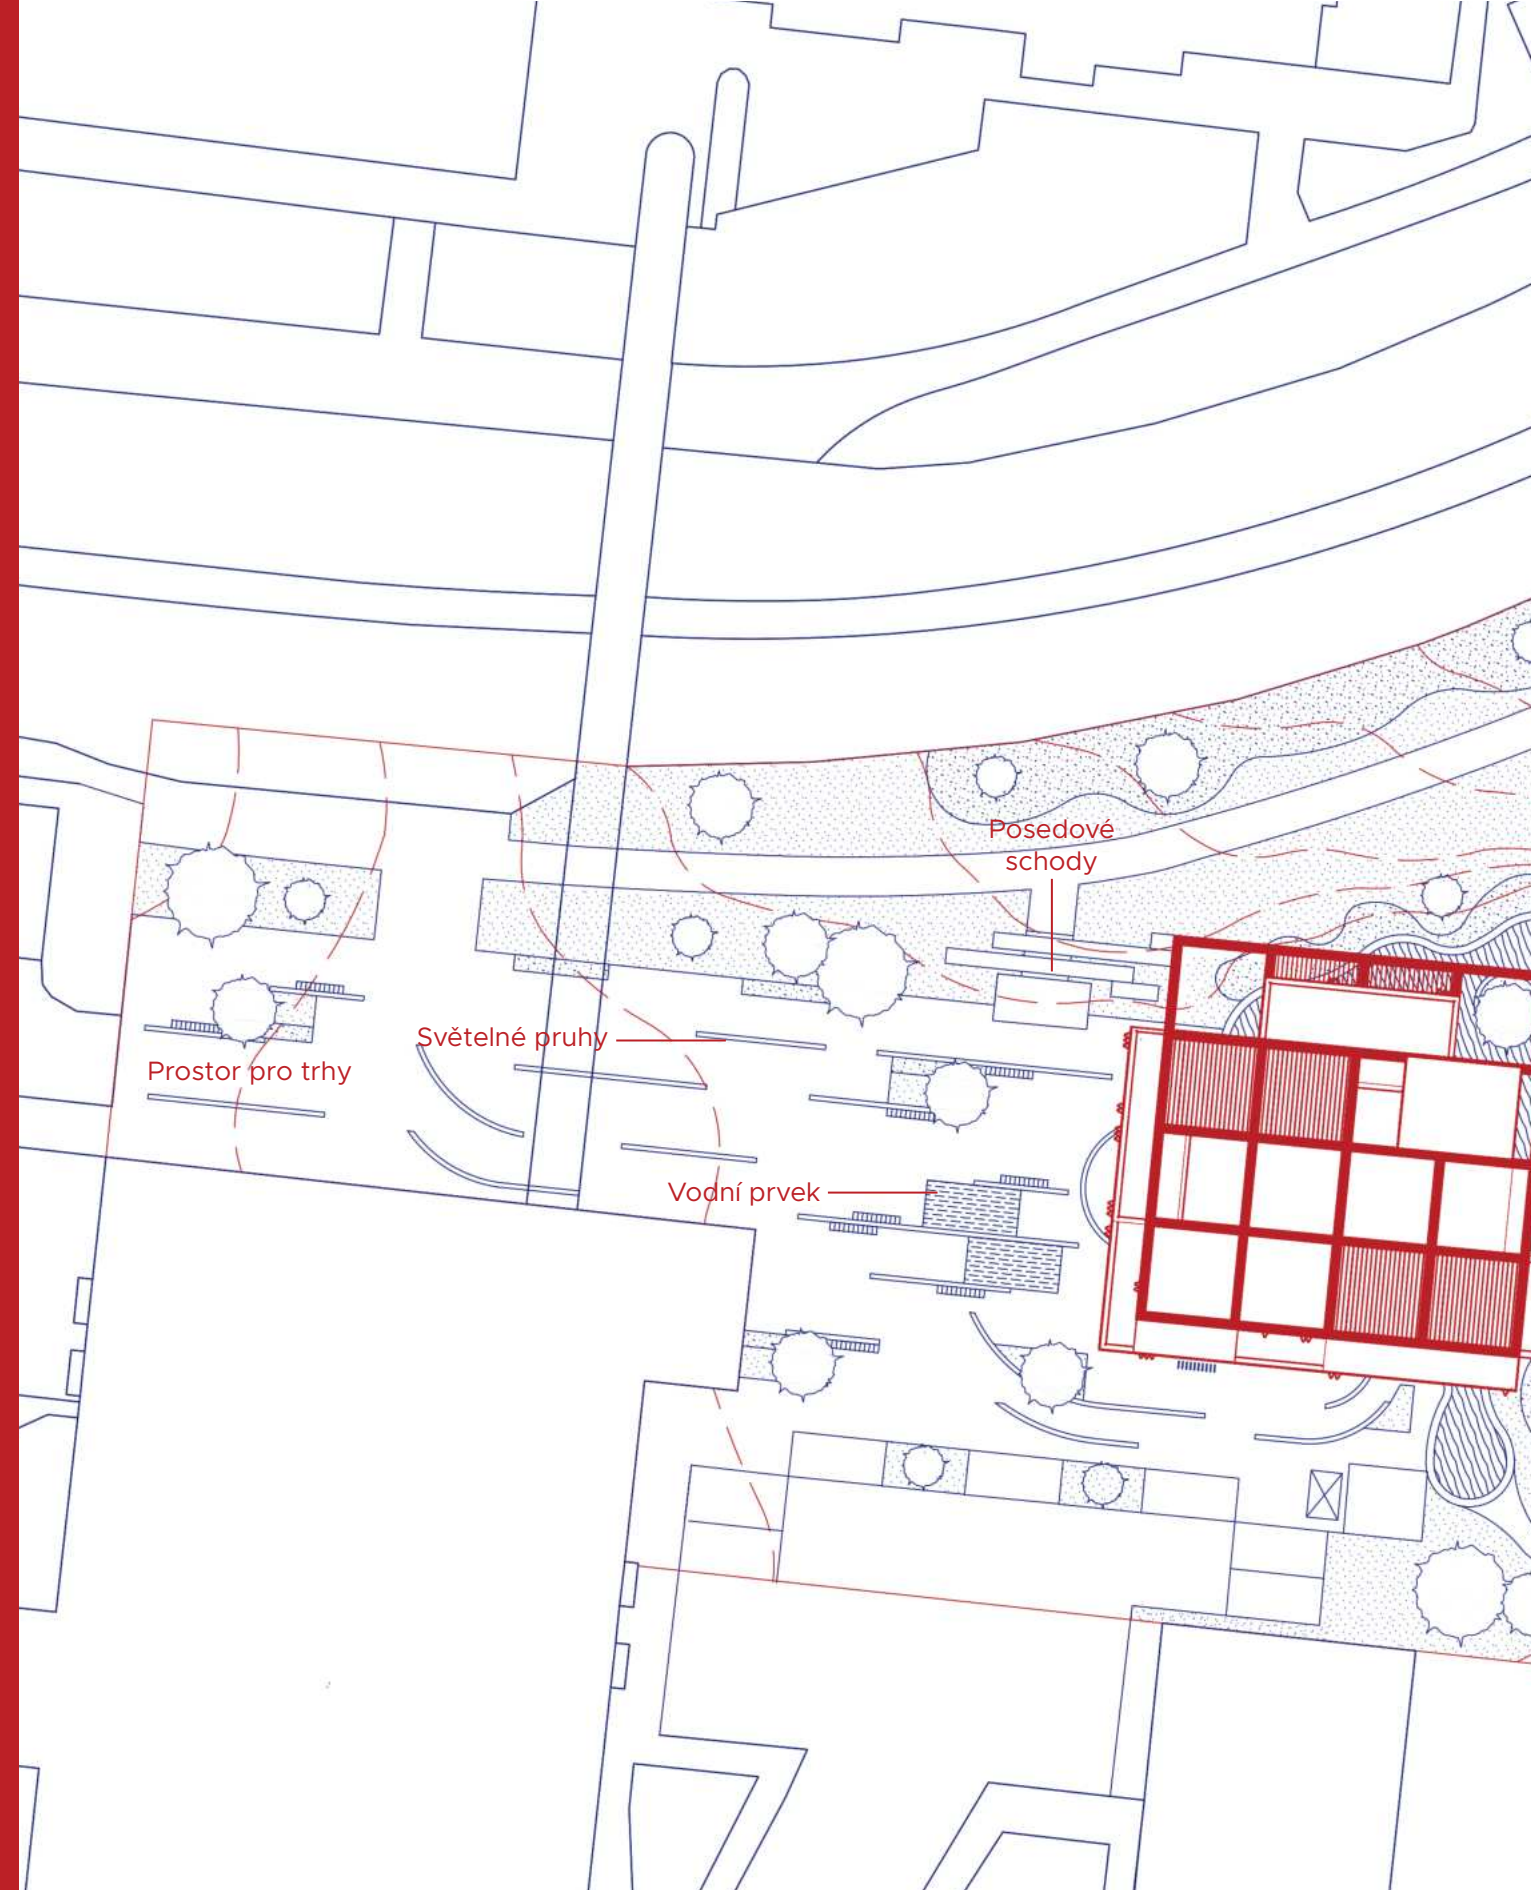 Posedové
schody
Světelné pruhy
Prostor pro trhy
Vodní prvek